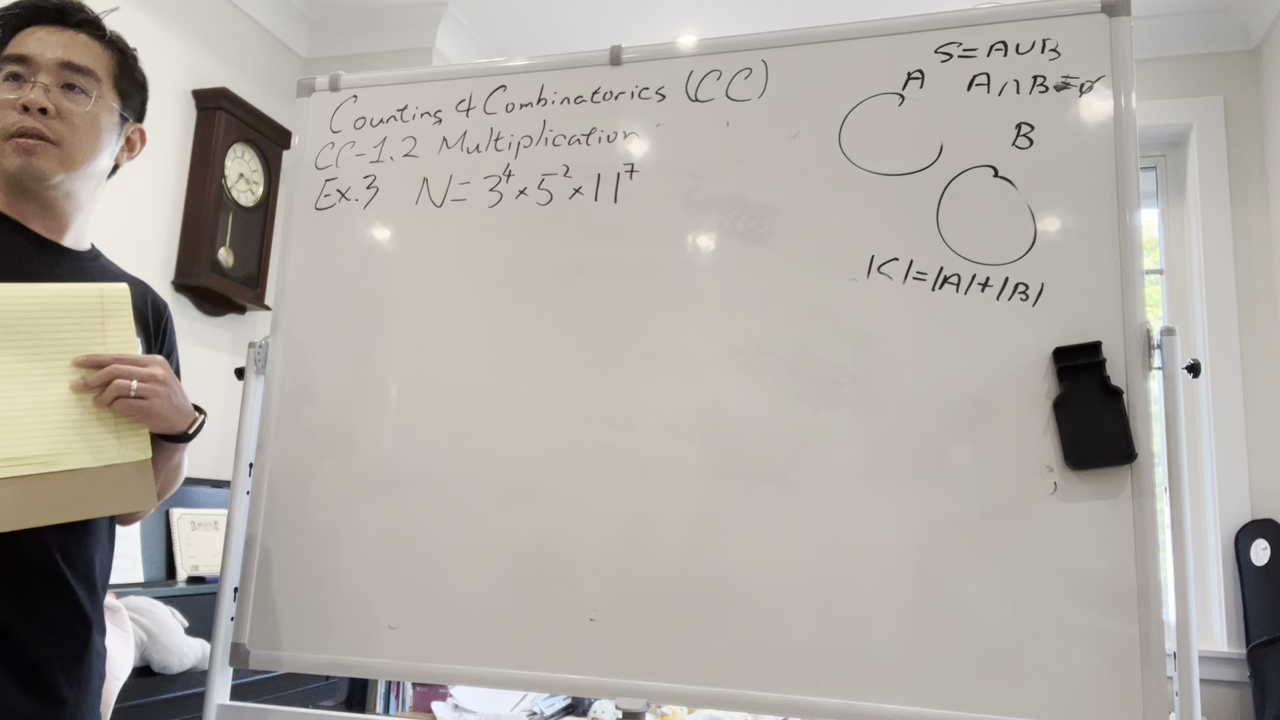 Counting & Combinatorics (CC)
CC-1.2 Multiplication
Ex.3 N=3⁴×5²×11⁷
S=A∪B
A A∩B=∅
B
|S|=|A|+|B|